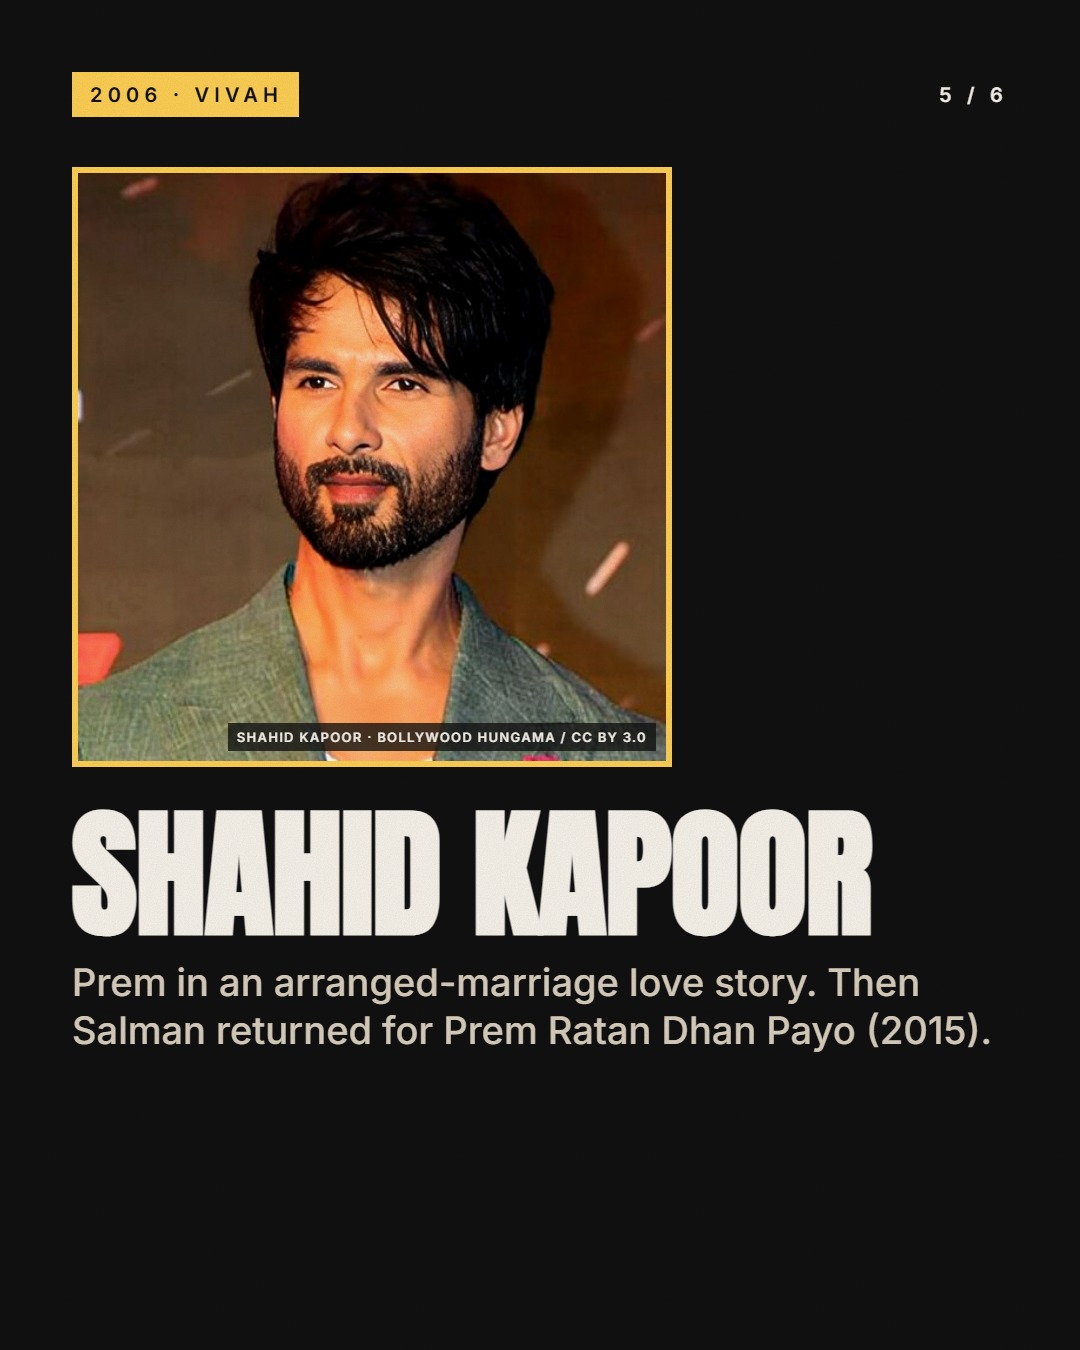 2006 · VIVAH
5 / 6
SHAHID KAPOOR · BOLLYWOOD HUNGAMA / CC BY 3.0
SHAHID KAPOOR
Prem in an arranged-marriage love story. Then
Salman returned for Prem Ratan Dhan Payo (2015).